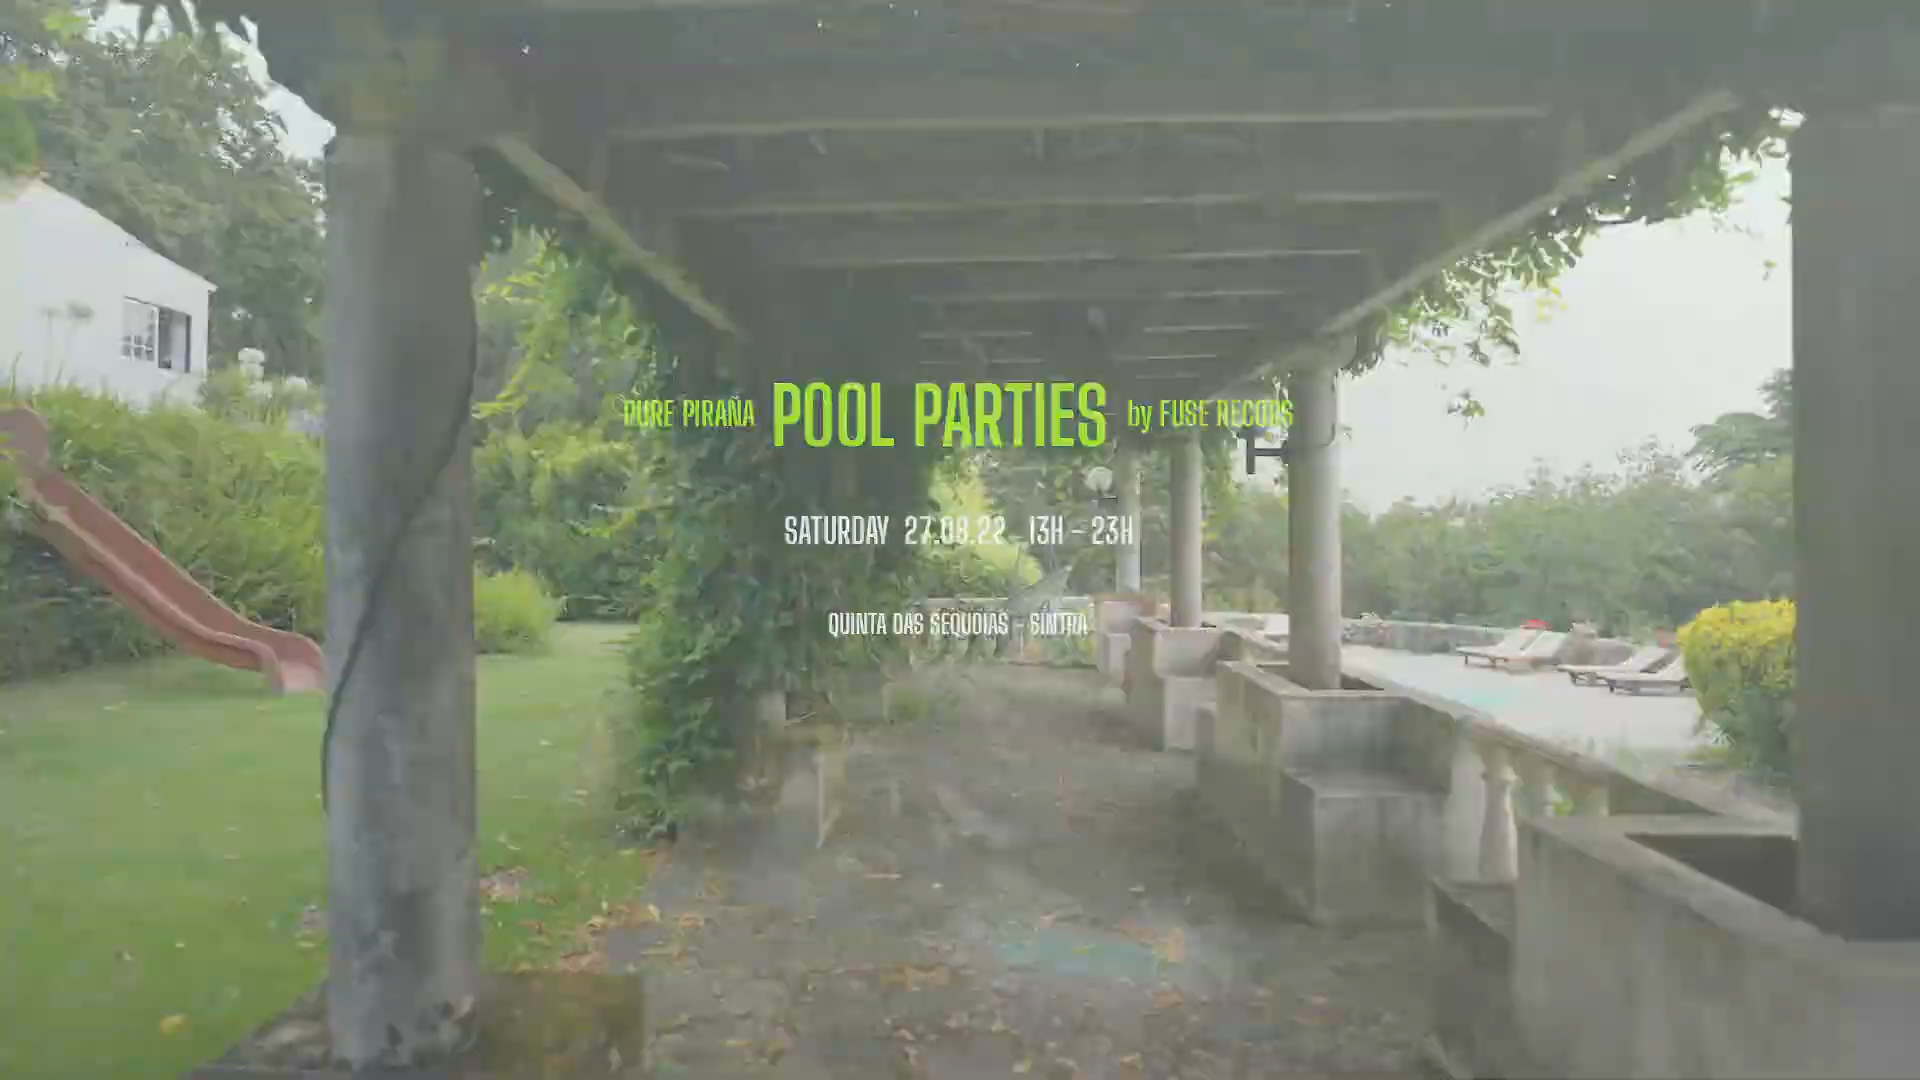 PURE PIRAÑA POOL PARTIES by FUSE RECORDS
SATURDAY 27.08.22 13H - 23H
QUINTA DAS SEQUOIAS - SINTRA